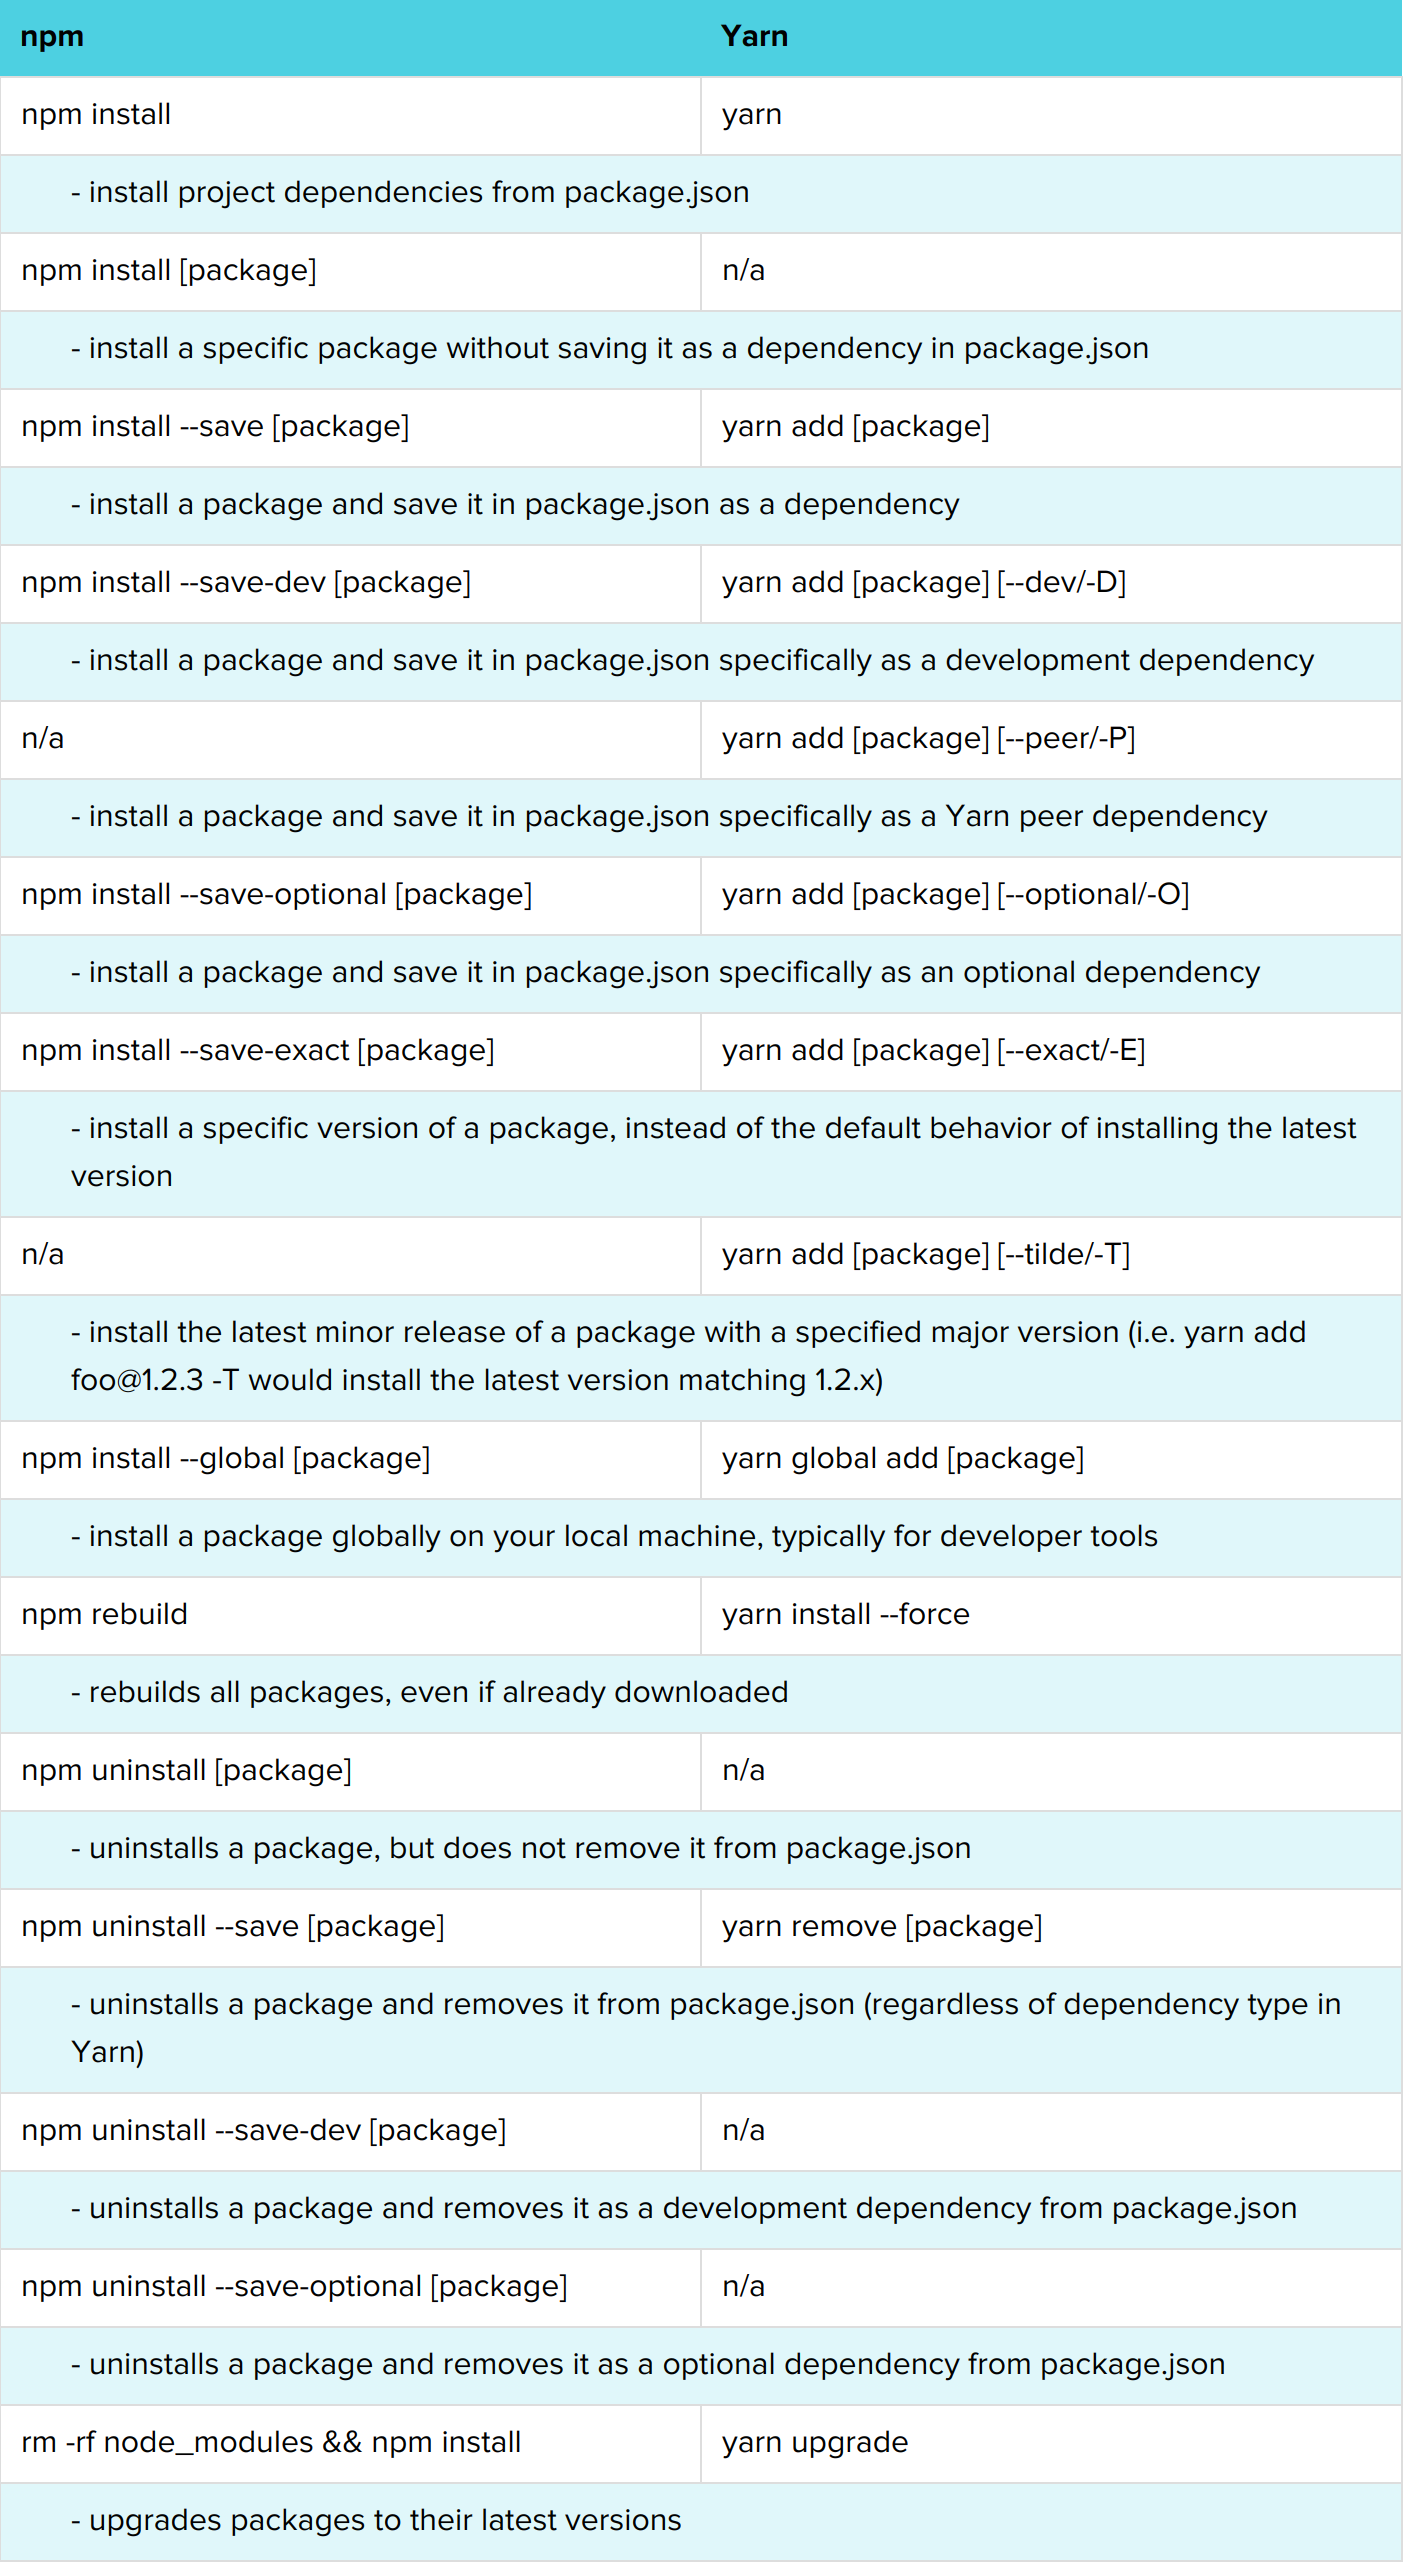 npm Yarn
npm install yarn
- install project dependencies from package.json
npm install [package] n/a
- install a specific package without saving it as a dependency in package.json
npm install --save [package] yarn add [package]
- install a package and save it in package.json as a dependency
npm install --save-dev [package] yarn add [package] [--dev/-D]
- install a package and save it in package.json specifically as a development dependency
n/a yarn add [package] [--peer/-P]
- install a package and save it in package.json specifically as a Yarn peer dependency
npm install --save-optional [package] yarn add [package] [--optional/-O]
- install a package and save it in package.json specifically as an optional dependency
npm install --save-exact [package] yarn add [package] [--exact/-E]
- install a specific version of a package, instead of the default behavior of installing the latest
version
n/a yarn add [package] [--tilde/-T]
- install the latest minor release of a package with a specified major version (i.e. yarn add
foo@1.2.3 -T would install the latest version matching 1.2.x)
npm install --global [package] yarn global add [package]
- install a package globally on your local machine, typically for developer tools
npm rebuild yarn install --force
- rebuilds all packages, even if already downloaded
npm uninstall [package] n/a
- uninstalls a package, but does not remove it from package.json
npm uninstall --save [package] yarn remove [package]
- uninstalls a package and removes it from package.json (regardless of dependency type in
Yarn)
npm uninstall --save-dev [package] n/a
- uninstalls a package and removes it as a development dependency from package.json
npm uninstall --save-optional [package] n/a
- uninstalls a package and removes it as a optional dependency from package.json
rm -rf node_modules && npm install yarn upgrade
- upgrades packages to their latest versions